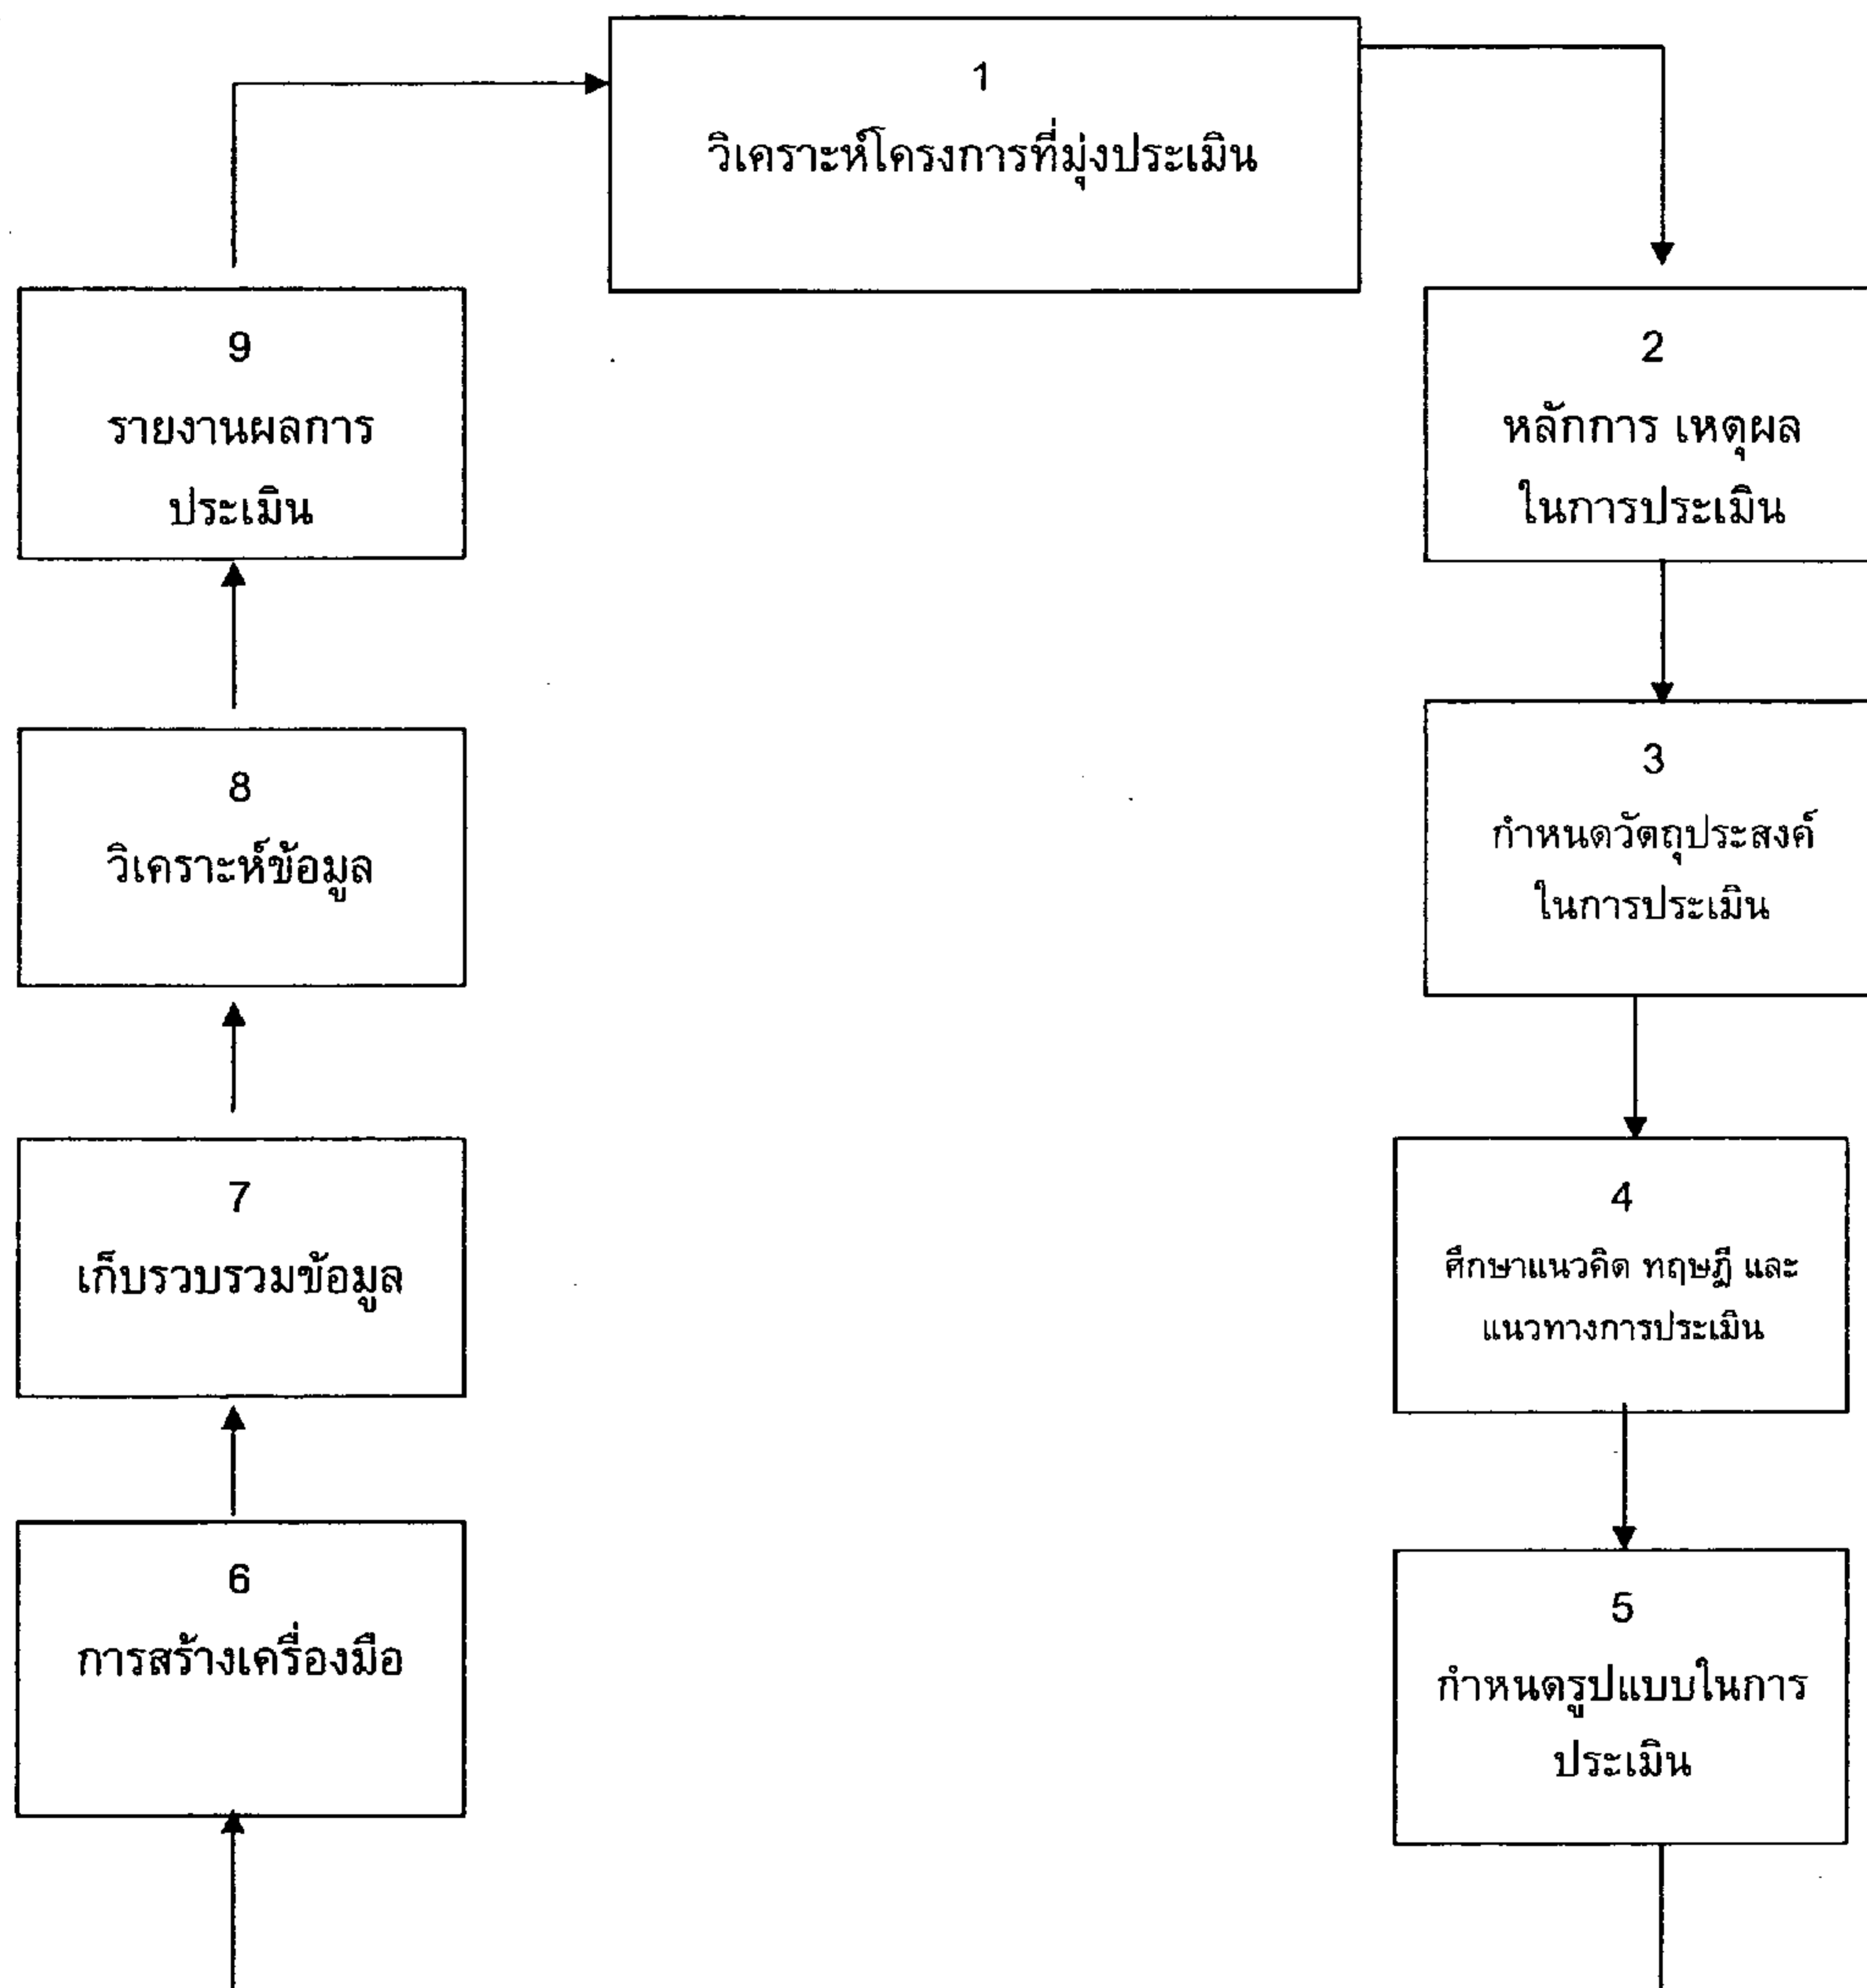 1
วิเคราะห์โครงการที่มุ่งประเมิน
2
หลักการ เหตุผล
ในการประเมิน
3
กำหนดวัตถุประสงค์
ในการประเมิน
4
ศึกษาแนวคิด ทฤษฎี และ
แนวทางการประเมิน
5
กำหนดรูปแบบในการ
ประเมิน
6
การสร้างเครื่องมือ
7
เก็บรวบรวมข้อมูล
8
วิเคราะห์ข้อมูล
9
รายงานผลการ
ประเมิน